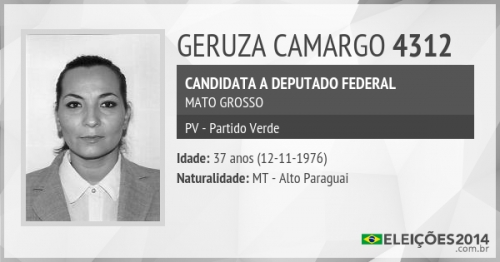 GERUZA CAMARGO 4312
CANDIDATA A DEPUTADO FEDERAL
MATO GROSSO
PV - Partido Verde
Idade: 37 anos (12-11-1976)
Naturalidade: MT - Alto Paraguai
ELEIÇÕES2014
.com.br